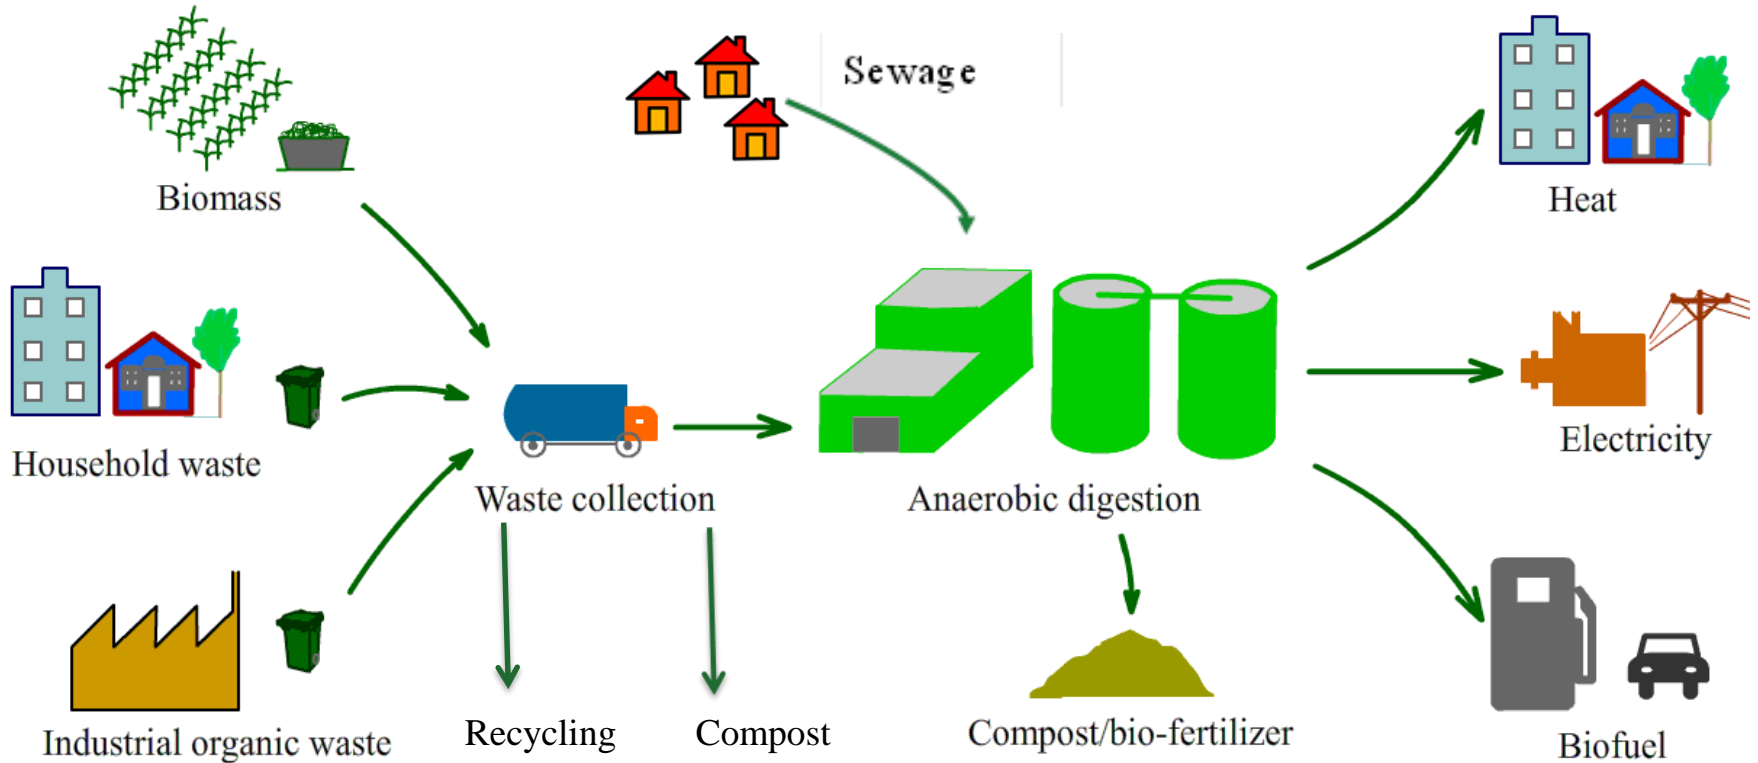 Sewage
Biomass
Heat
Household waste
Electricity
Waste collection
Anaerobic digestion
Industrial organic waste
Recycling
Compost
Compost/bio-fertilizer
Biofuel